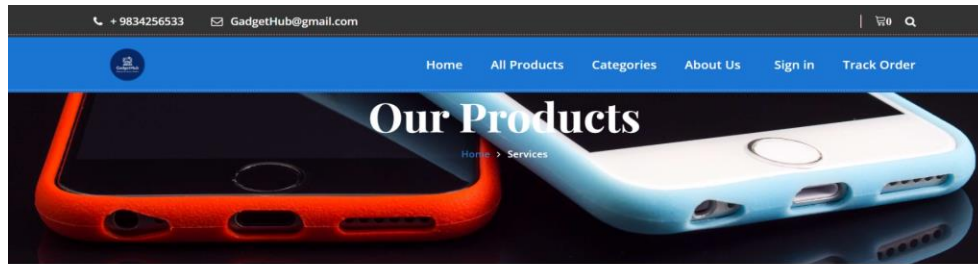 + 9834256533 GadgetHub@gmail.com 0
GadgetHub
Home All Products Categories About Us Sign in Track Order
Our Products
Home > Services